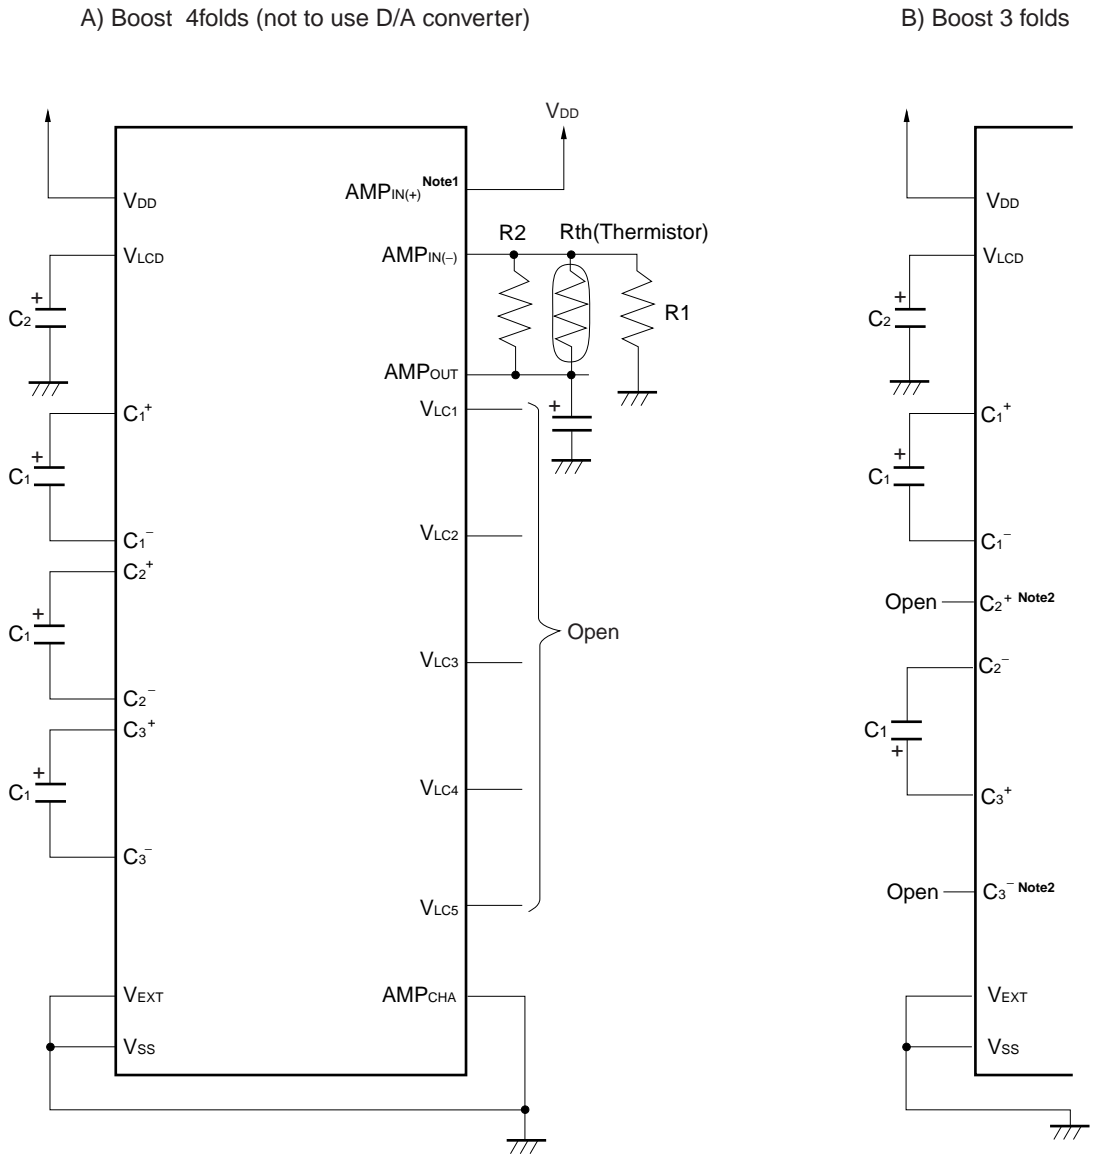 A) Boost 4folds (not to use D/A converter)
VDD
VDD
AMPIN(+) Note1
VLCD
AMPIN(−)
R2
Rth(Thermistor)
R1
+
C2
AMPOUT
+
C1+
VLC1
+
C1
C1−
VLC2
C2+
+
C1
Open
VLC3
C2−
C3+
+
C1
VLC4
C3−
VLC5
VEXT
AMPCHA
VSS
B) Boost 3 folds
VDD
VLCD
+
C2
C1+
+
C1
C1−
Open
C2+ Note2
C2−
C1
+
C3+
Open
C3− Note2
VEXT
VSS